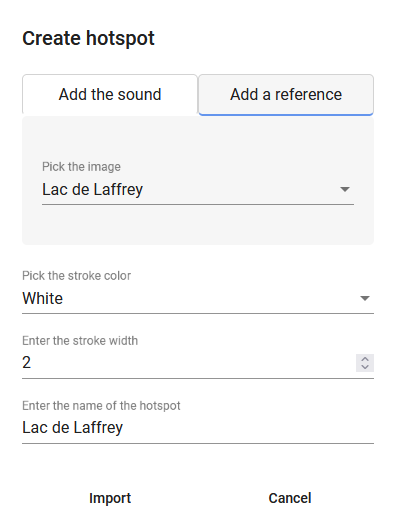 Create hotspot
Add the sound
Add a reference
Pick the image
Lac de Laffrey
Pick the stroke color
White
Enter the stroke width
2
Enter the name of the hotspot
Lac de Laffrey
Import
Cancel